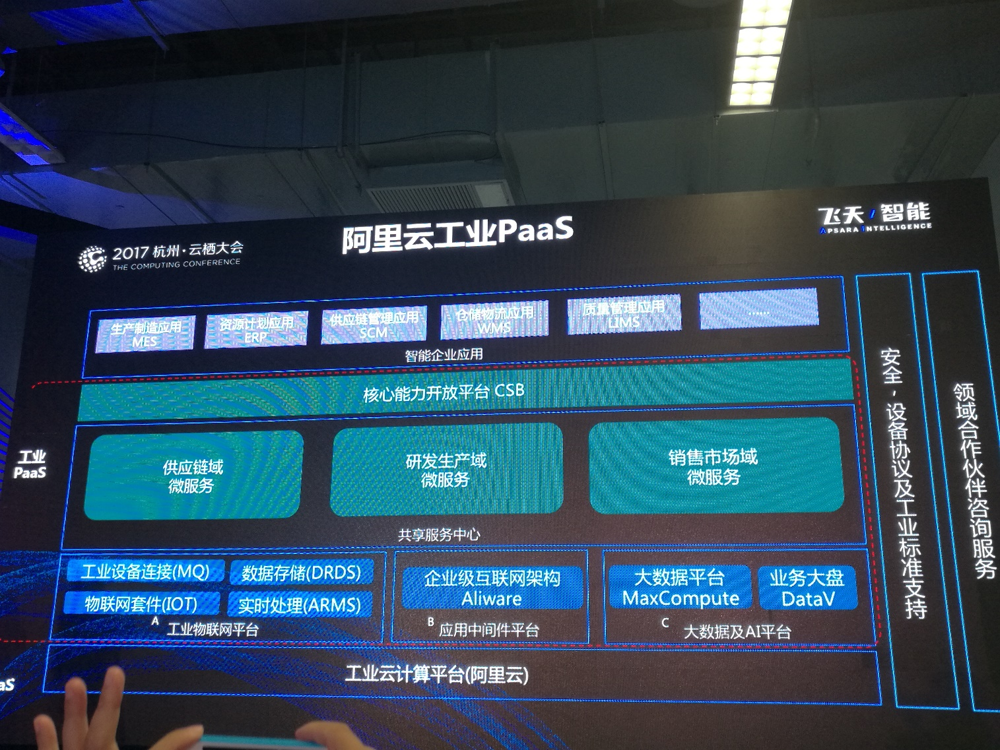 阿里云工业PaaS
2017 杭州·云栖大会
THE COMPUTING CONFERENCE
飞天/智能
APSARA INTELLIGENCE
生产制造应用
MES
资源计划应用
ERP
供应链管理应用
SCM
仓储物流应用
WMS
质量管理应用
LIMS
......
智能企业应用
核心能力开放平台 CSB
工业
PaaS
供应链域
微服务
研发生产域
微服务
销售市场域
微服务
共享服务中心
工业设备连接(MQ)
数据存储(DRDS)
物联网套件(IOT)
实时处理(ARMS)
A
工业物联网平台
企业级互联网架构
Aliware
B
应用中间件平台
大数据平台
MaxCompute
业务大盘
DataV
C
大数据及AI平台
aS
工业云计算平台(阿里云)
安全，设备协议及工业标准支持
领域合作伙伴咨询服务